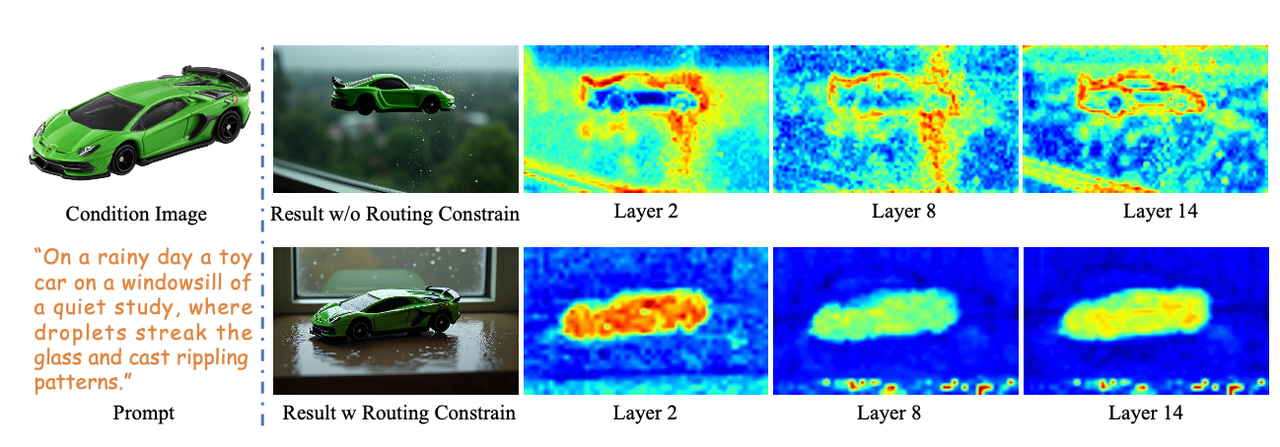 Condition Image
Result w/o Routing Constrain
Layer 2
Layer 8
Layer 14
“On a rainy day a toy
car on a windowsill of
a quiet study, where
droplets streak the
glass and cast rippling
patterns.”
Prompt
Result w Routing Constrain
Layer 2
Layer 8
Layer 14